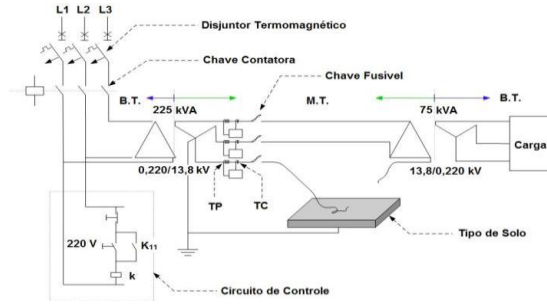 L1 L2 L3
Disjuntor Termomagnético
Chave Contatora
Chave Fusivel
B.T.
225 kVA
M.T.
75 kVA
B.T.
Carga
0,220/13,8 kV
13,8/0,220 kV
TP
TC
Tipo de Solo
220 V
K11
k
Circuito de Controle